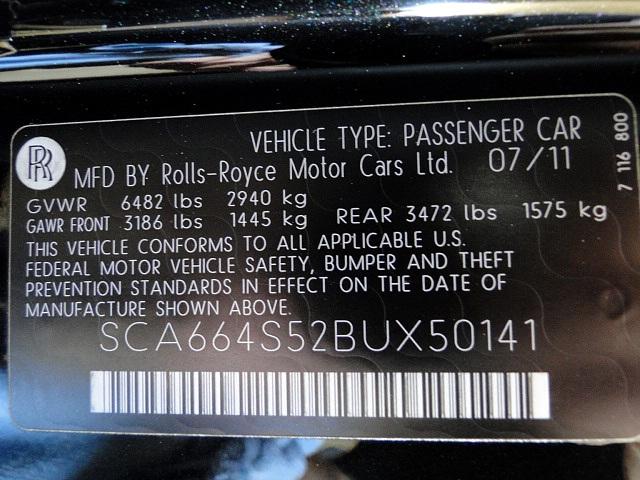 VEHICLE TYPE: PASSENGER CAR
RR MFD BY Rolls-Royce Motor Cars Ltd. 07/11
GVWR 6482 lbs 2940 kg
GAWR FRONT 3186 lbs 1445 kg REAR 3472 lbs 1575 kg
THIS VEHICLE CONFORMS TO ALL APPLICABLE U.S.
FEDERAL MOTOR VEHICLE SAFETY, BUMPER AND THEFT
PREVENTION STANDARDS IN EFFECT ON THE DATE OF
MANUFACTURE SHOWN ABOVE.
SCA664S52BUX50141
7 116 800